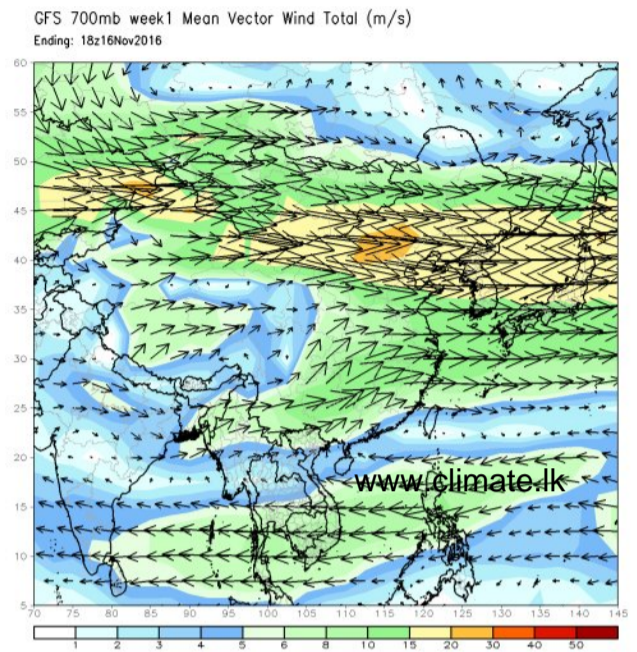 GFS 700mb week1 Mean Vector Wind Total (m/s)
Ending: 18z16Nov2016
60
55
50
45
40
35
30
25
20
www.climate.lk
15
10
5
70 75 80 85 90 95 100 105 110 115 120 125 130 135 140 145
1 2 3 4 5 6 8 10 15 20 30 40 50